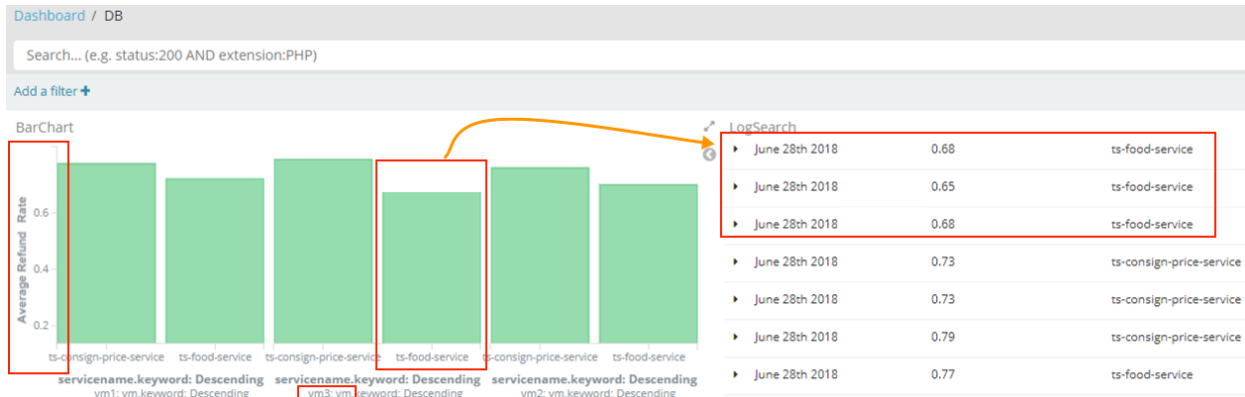 Dashboard / DB
Search... (e.g. status:200 AND extension:PHP)
Add a filter +
BarChart
Average Refund Rate
0.6
0.4
0.2
ts-consign-price-service ts-food-service ts-consign-price-service ts-food-service ts-consign-price-service ts-food-service
servicename.keyword: Descending servicename.keyword: Descending servicename.keyword: Descending
vm1: vm.keyword: Descending vm3: vm.keyword: Descending vm2: vm.keyword: Descending
LogSearch
June 28th 2018 0.68 ts-food-service
June 28th 2018 0.65 ts-food-service
June 28th 2018 0.68 ts-food-service
June 28th 2018 0.73 ts-consign-price-service
June 28th 2018 0.73 ts-consign-price-service
June 28th 2018 0.79 ts-consign-price-service
June 28th 2018 0.77 ts-food-service